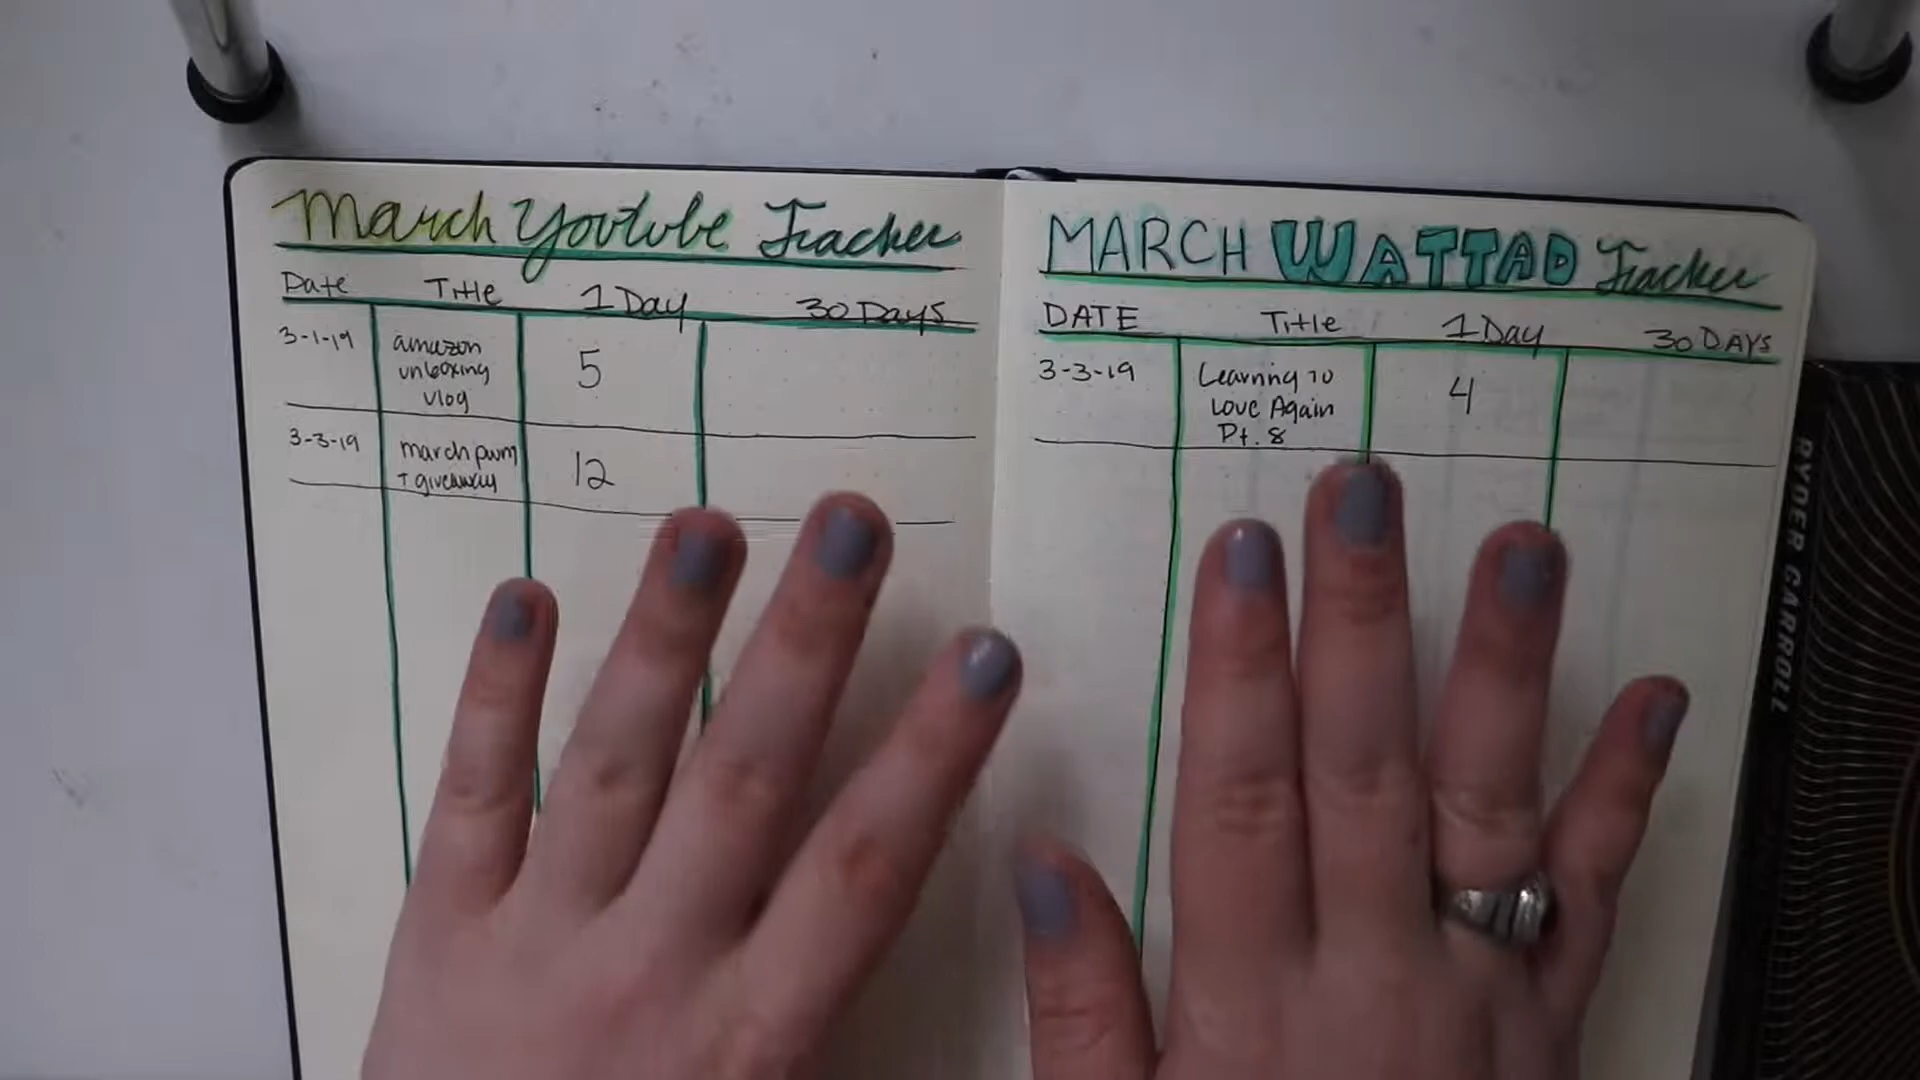 March Youtube Tracker
Date Title 1 Day 30 Days
3-1-19 amazon 5
unboxing
vlog
3-3-19 march pwm 12
+ giveaway
MARCH WATTAD Tracker
DATE Title 1 Day 30 DAYS
3-3-19 Learning to 4
Love Again
Pt. 8
RYDER CARROLL